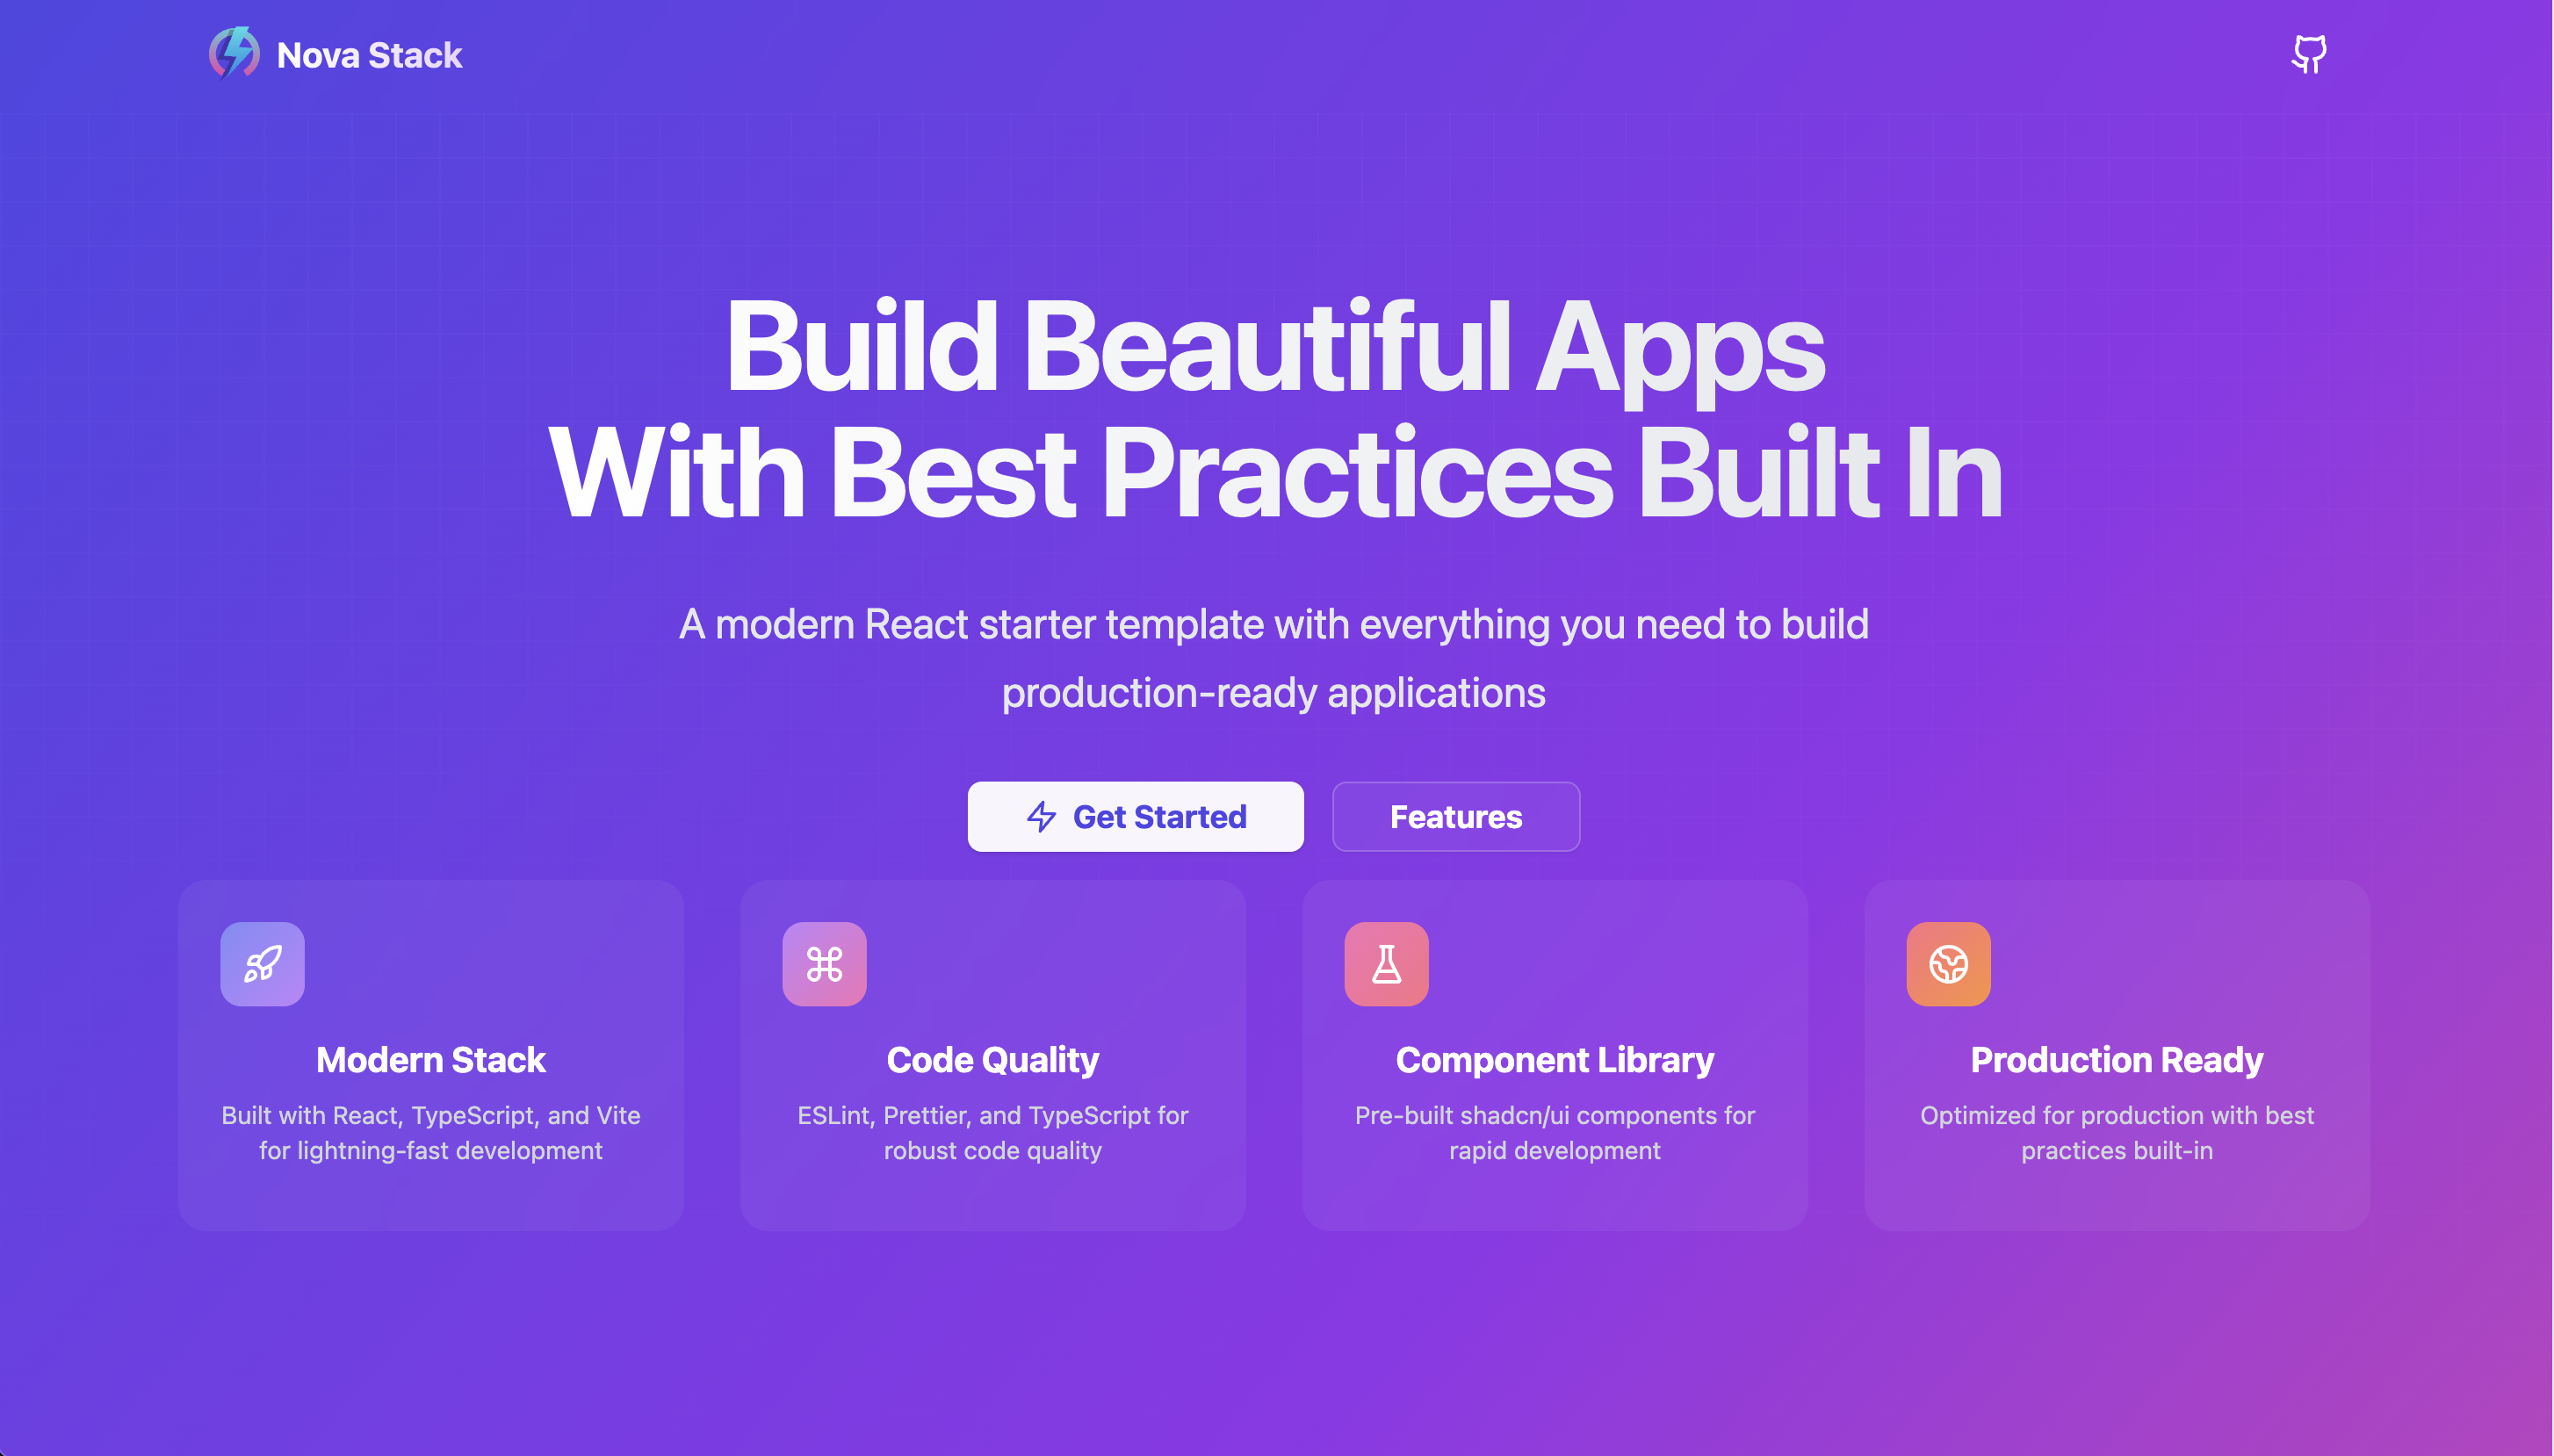 Nova Stack
Build Beautiful Apps
With Best Practices Built In
A modern React starter template with everything you need to build
production-ready applications
Get Started
Features
Modern Stack
Built with React, TypeScript, and Vite
for lightning-fast development
Code Quality
ESLint, Prettier, and TypeScript for
robust code quality
Component Library
Pre-built shadcn/ui components for
rapid development
Production Ready
Optimized for production with best
practices built-in